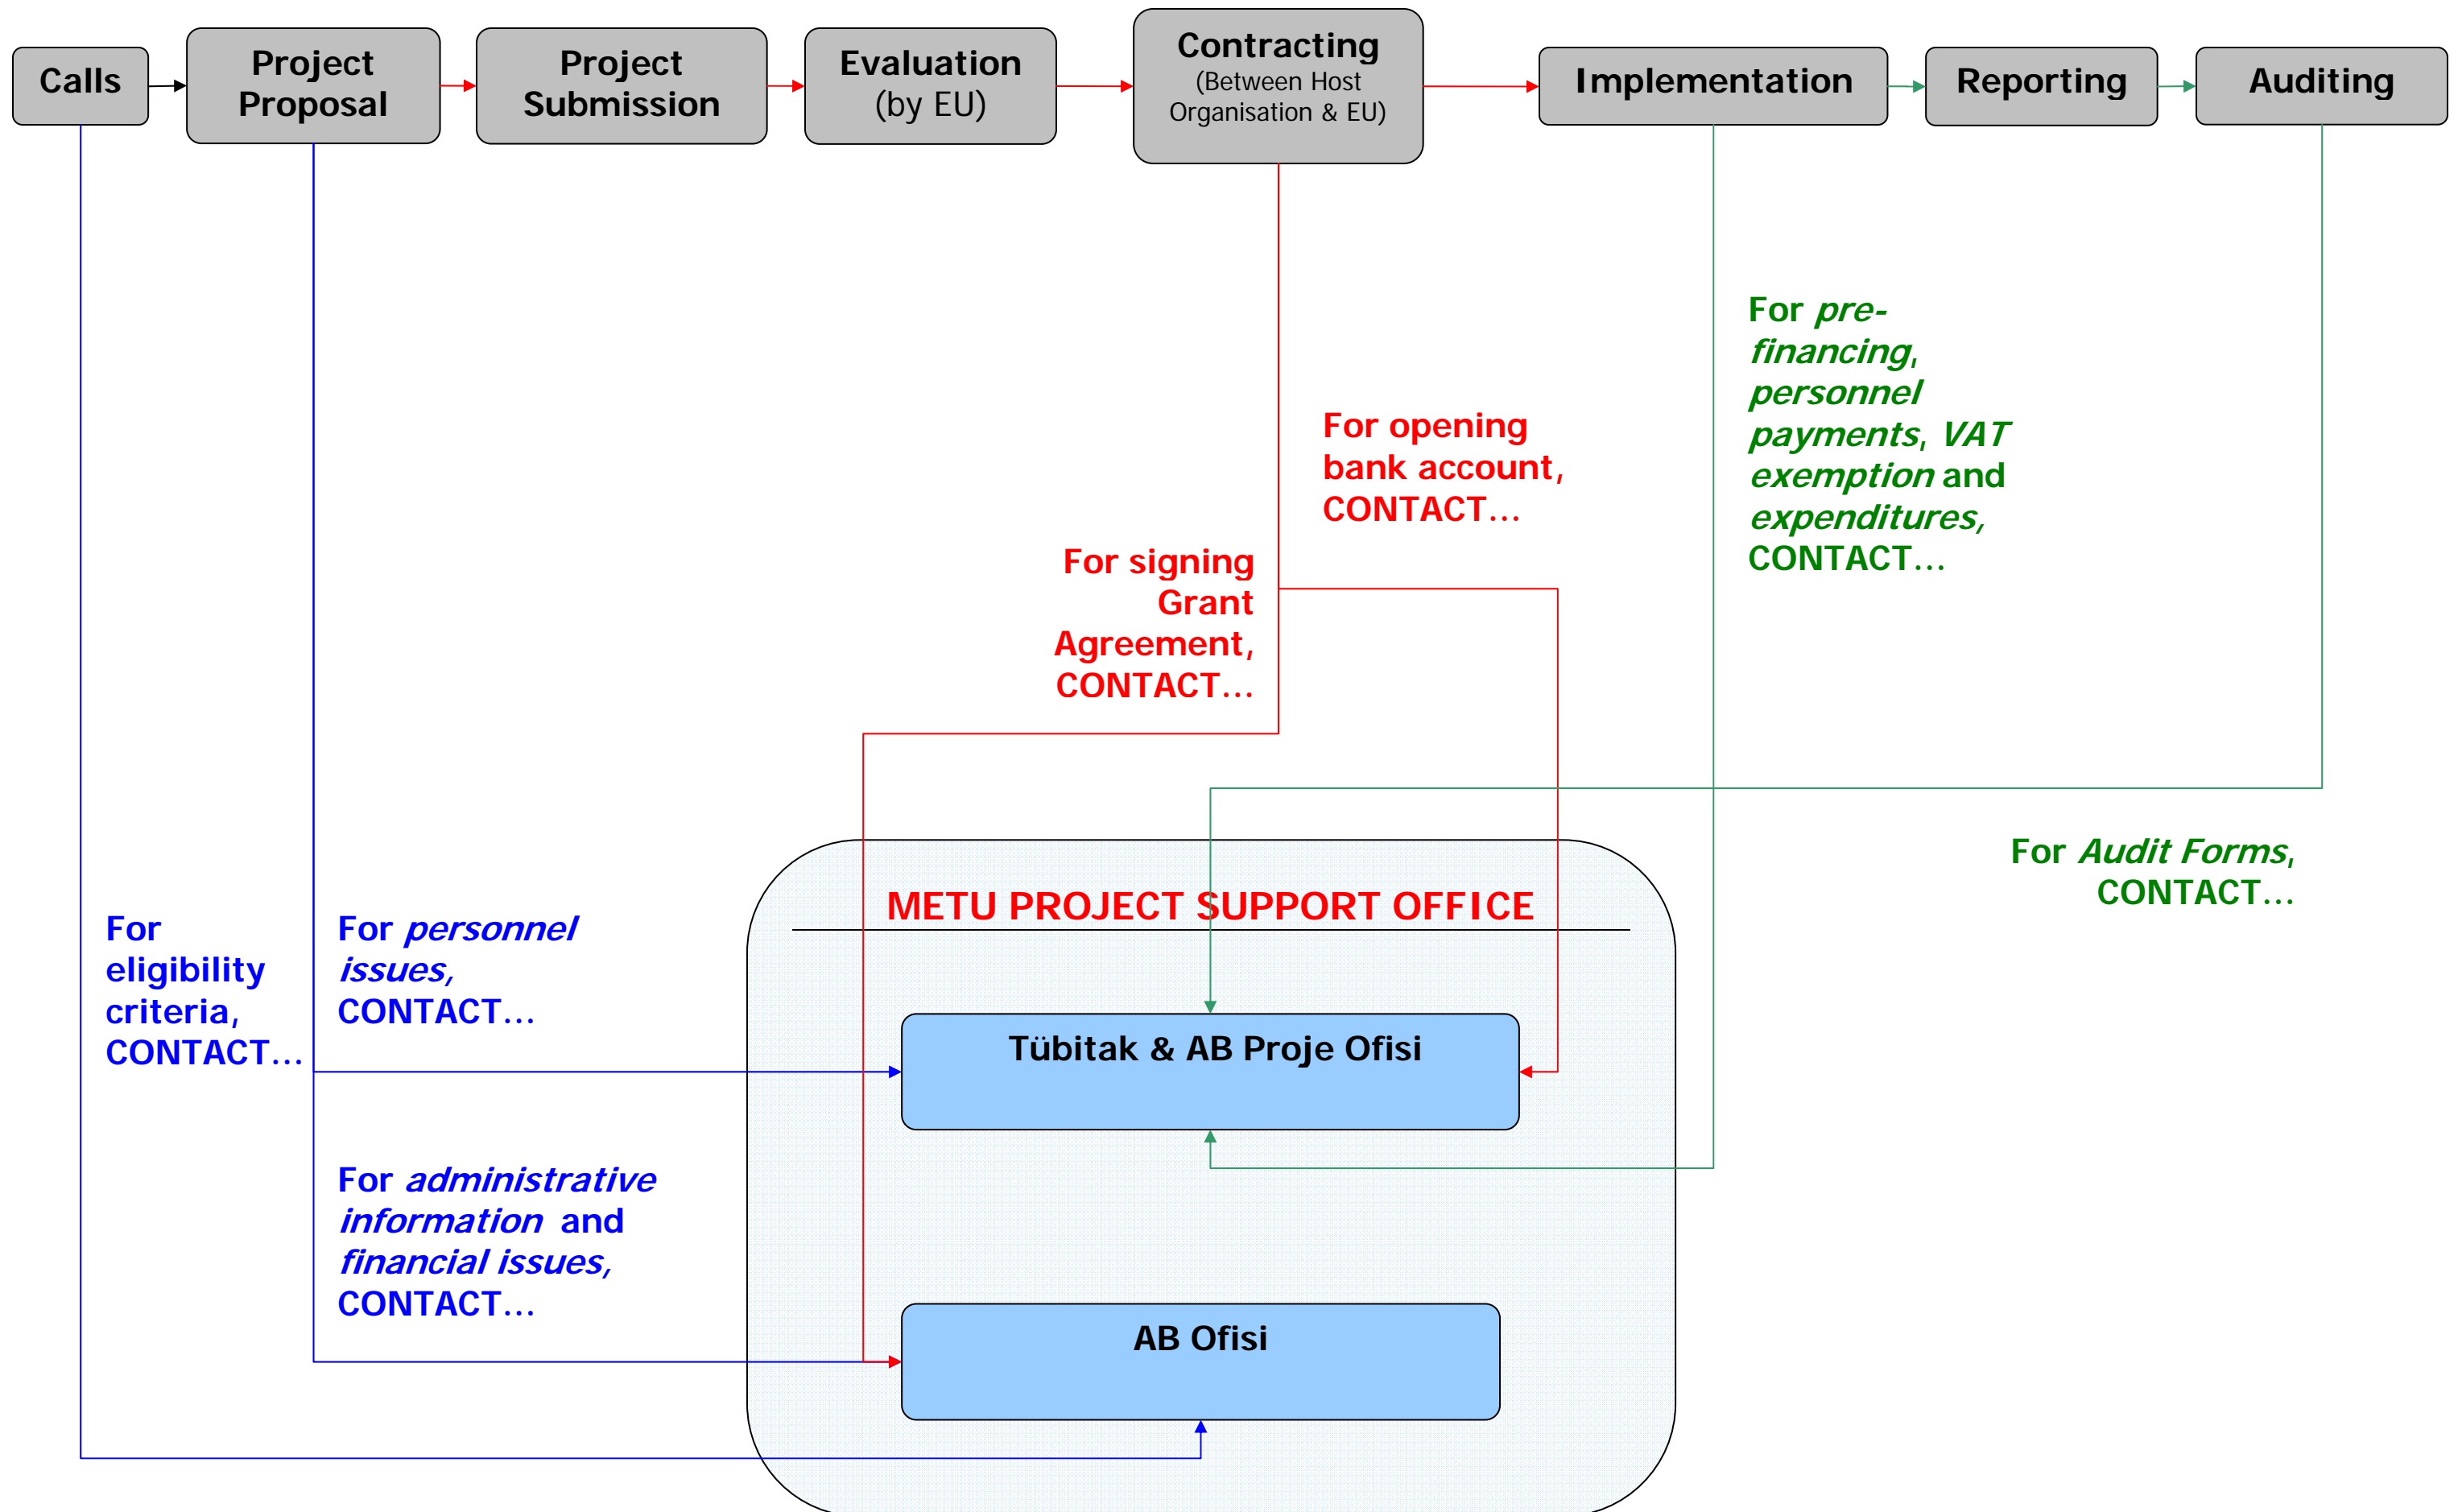 Calls
Project
Proposal
Project
Submission
Evaluation
(by EU)
Contracting
(Between Host
Organisation & EU)
Implementation
Reporting
Auditing
For pre-
financing,
personnel
payments, VAT
exemption and
expenditures,
CONTACT...
For opening
bank account,
CONTACT...
For signing
Grant
Agreement,
CONTACT...
For Audit Forms,
CONTACT...
METU PROJECT SUPPORT OFFICE
For
eligibility
criteria,
CONTACT...
For personnel
issues,
CONTACT...
Tübitak & AB Proje Ofisi
For administrative
information and
financial issues,
CONTACT...
AB Ofisi